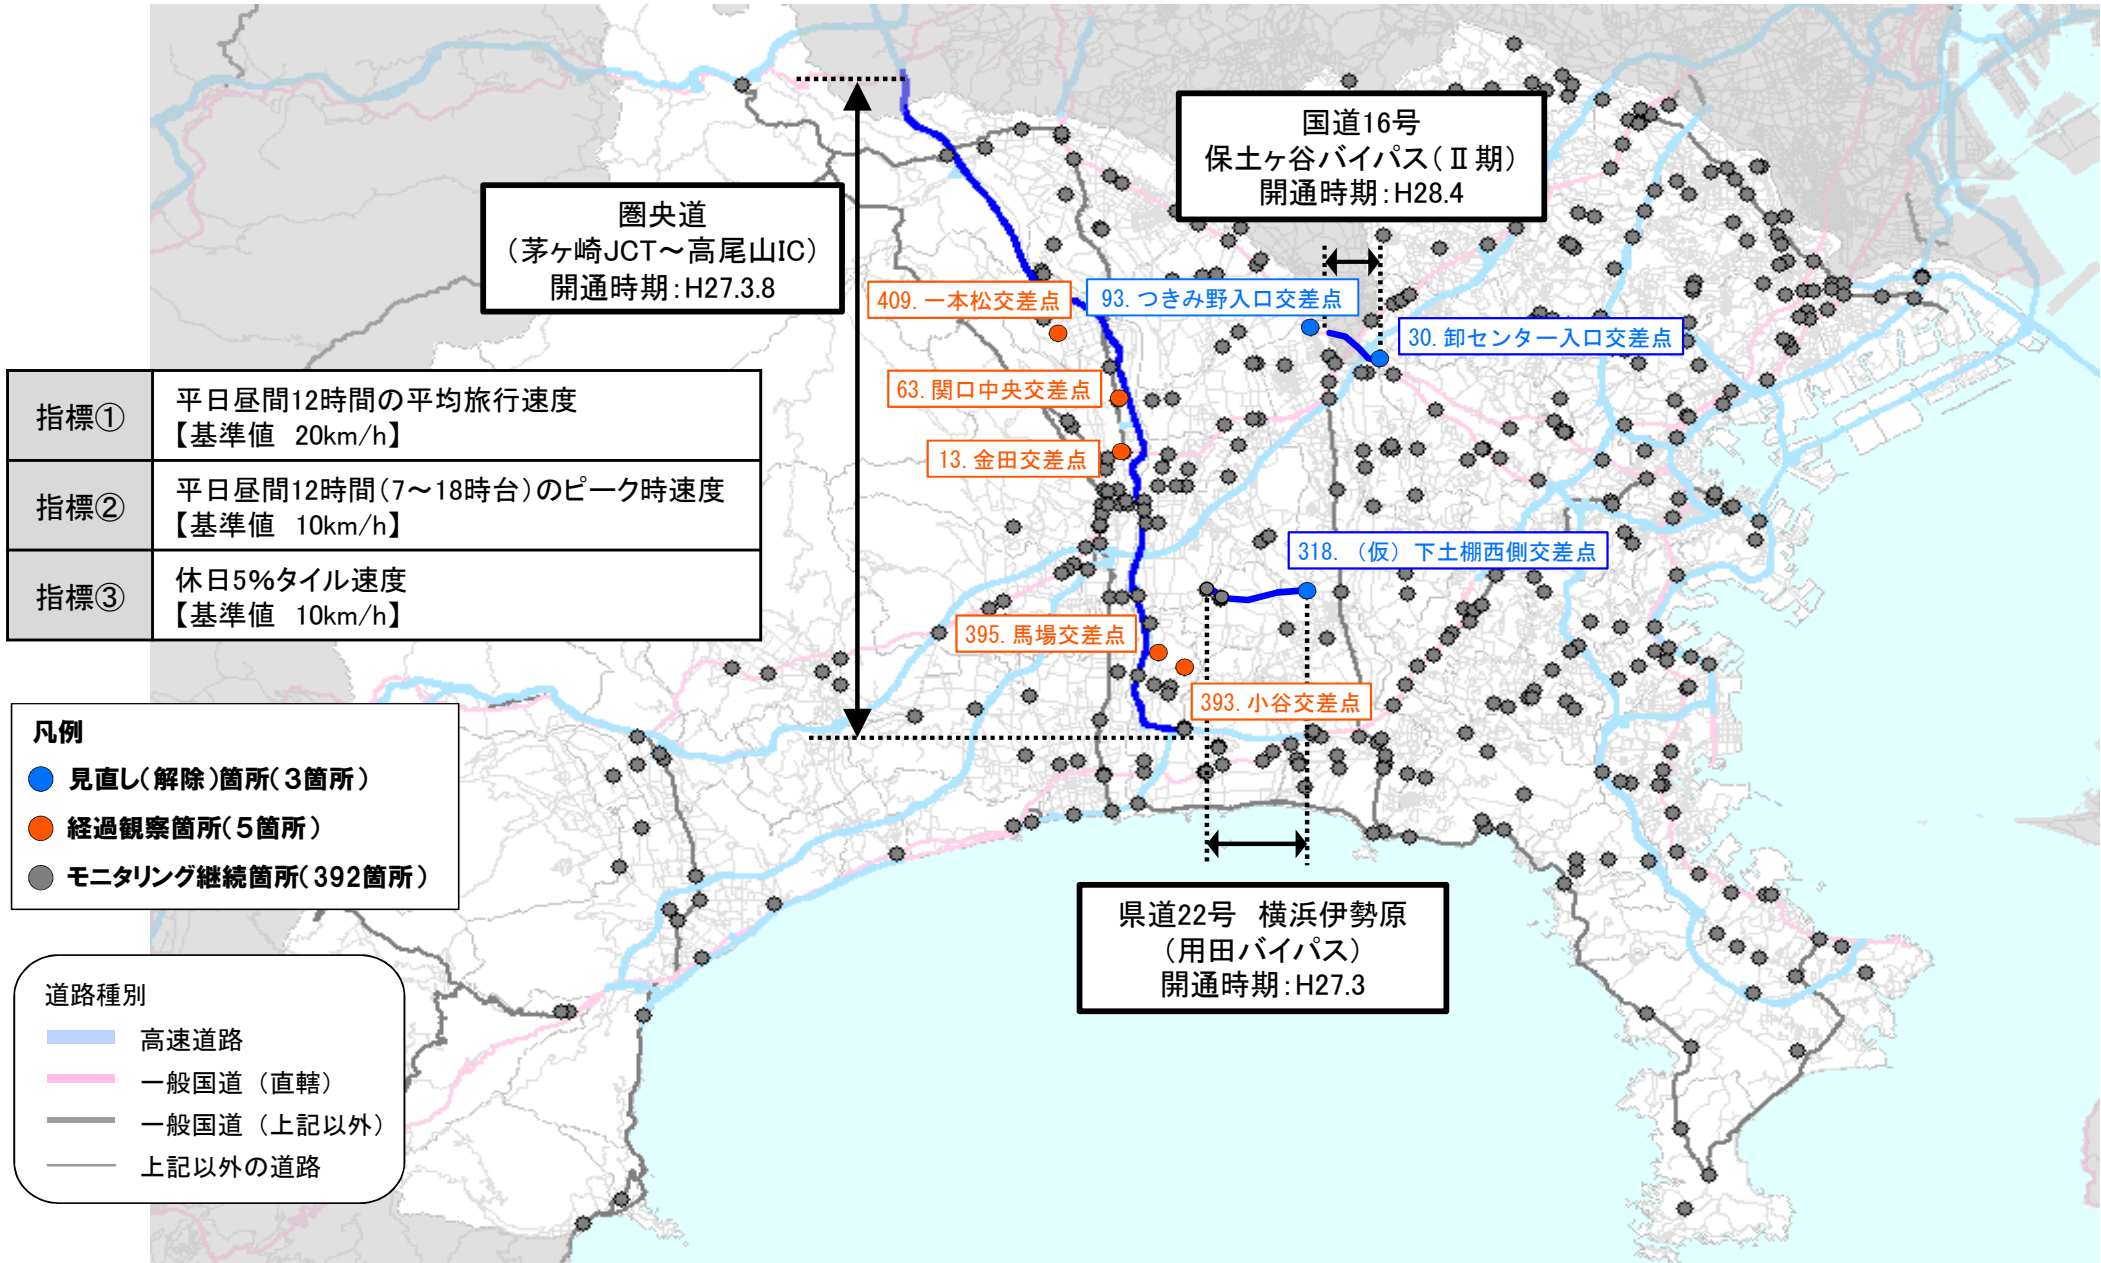 国道16号
保土ヶ谷バイパス(Ⅱ期)
開通時期:H28.4
圏央道
(茅ヶ崎JCT～高尾山IC)
開通時期:H27.3.8
409. 一本松交差点
93. つきみ野入口交差点
30. 卸センター入口交差点
63. 関口中央交差点
13. 金田交差点
318. (仮) 下土棚西側交差点
395. 馬場交差点
393. 小谷交差点
指標①
平日昼間12時間の平均旅行速度
【基準値 20km/h】
指標②
平日昼間12時間(7～18時台)のピーク時速度
【基準値 10km/h】
指標③
休日5%タイル速度
【基準値 10km/h】
凡例
見直し(解除)箇所(3箇所)
経過観察箇所(5箇所)
モニタリング継続箇所(392箇所)
県道22号 横浜伊勢原
(用田バイパス)
開通時期:H27.3
道路種別
高速道路
一般国道 (直轄)
一般国道 (上記以外)
上記以外の道路